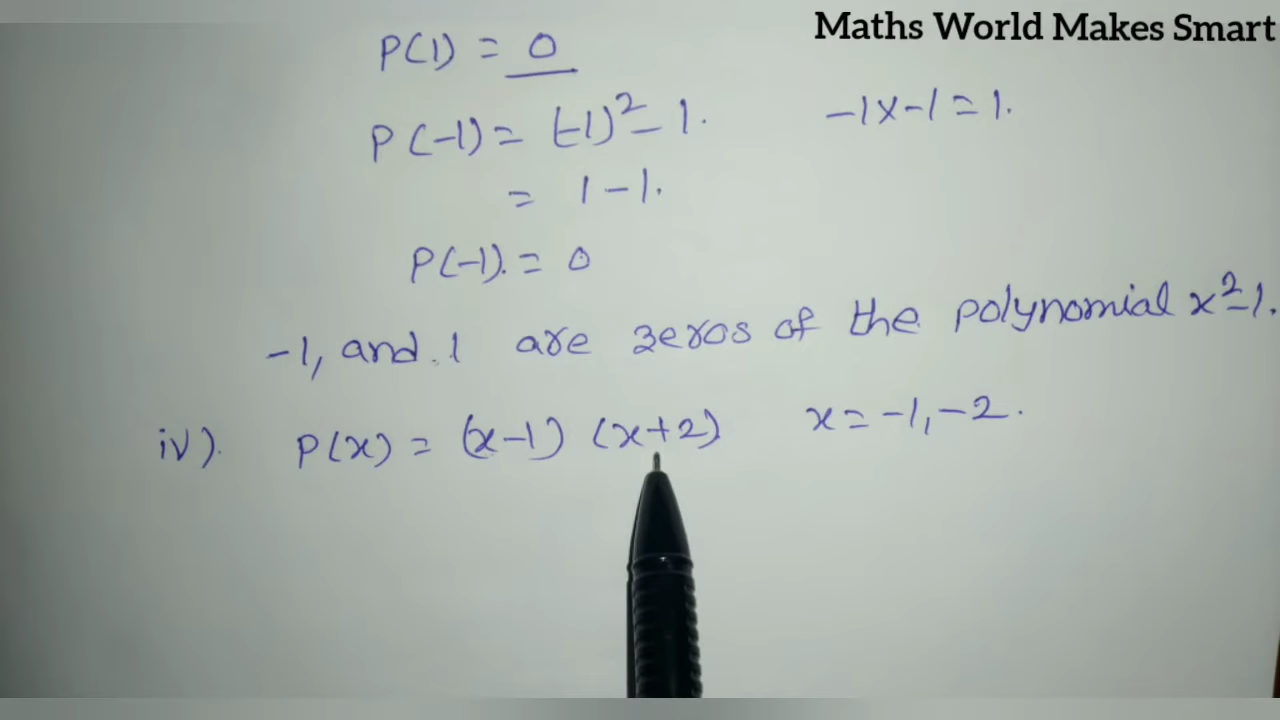 Maths World Makes Smart
P(1) = 0
P(-1) = (-1)² - 1. -1x-1 = 1.
= 1 - 1.
P(-1). = 0
-1, and. 1 are zeros of the polynomial x²-1.
iv). P(x) = (x-1) (x+2) x = -1, -2.